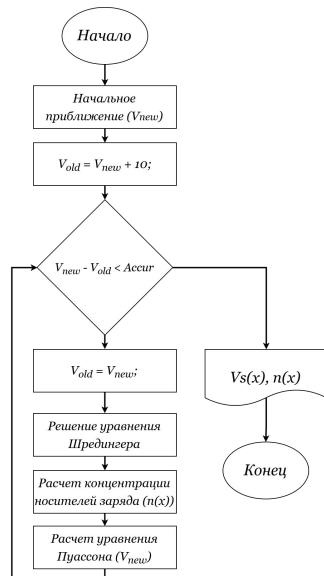 Начало
Начальное
приближение (Vnew)
Vold = Vnew + 10;
Vnew - Vold < Accur
Vold = Vnew;
Vs(x), n(x)
Решение уравнения
Шредингера
Конец
Расчет концентрации
носителей заряда (n(x))
Расчет уравнения
Пуассона (Vnew)